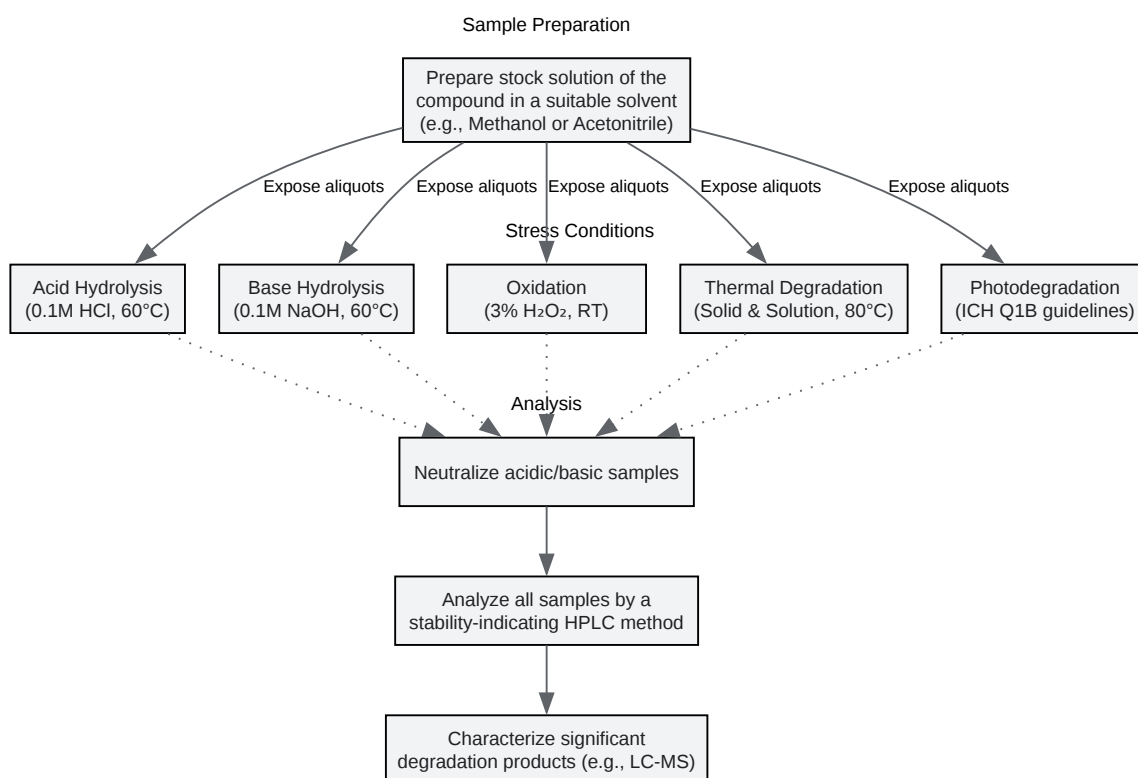 Sample Preparation
Prepare stock solution of the
compound in a suitable solvent
(e.g., Methanol or Acetonitrile)
Expose aliquots
Expose aliquots
Expose aliquots
Expose aliquots
Expose aliquots
Stress Conditions
Acid Hydrolysis
(0.1M HCl, 60°C)
Base Hydrolysis
(0.1M NaOH, 60°C)
Oxidation
(3% H₂O₂, RT)
Thermal Degradation
(Solid & Solution, 80°C)
Photodegradation
(ICH Q1B guidelines)
Analysis
Neutralize acidic/basic samples
Analyze all samples by a
stability-indicating HPLC method
Characterize significant
degradation products (e.g., LC-MS)